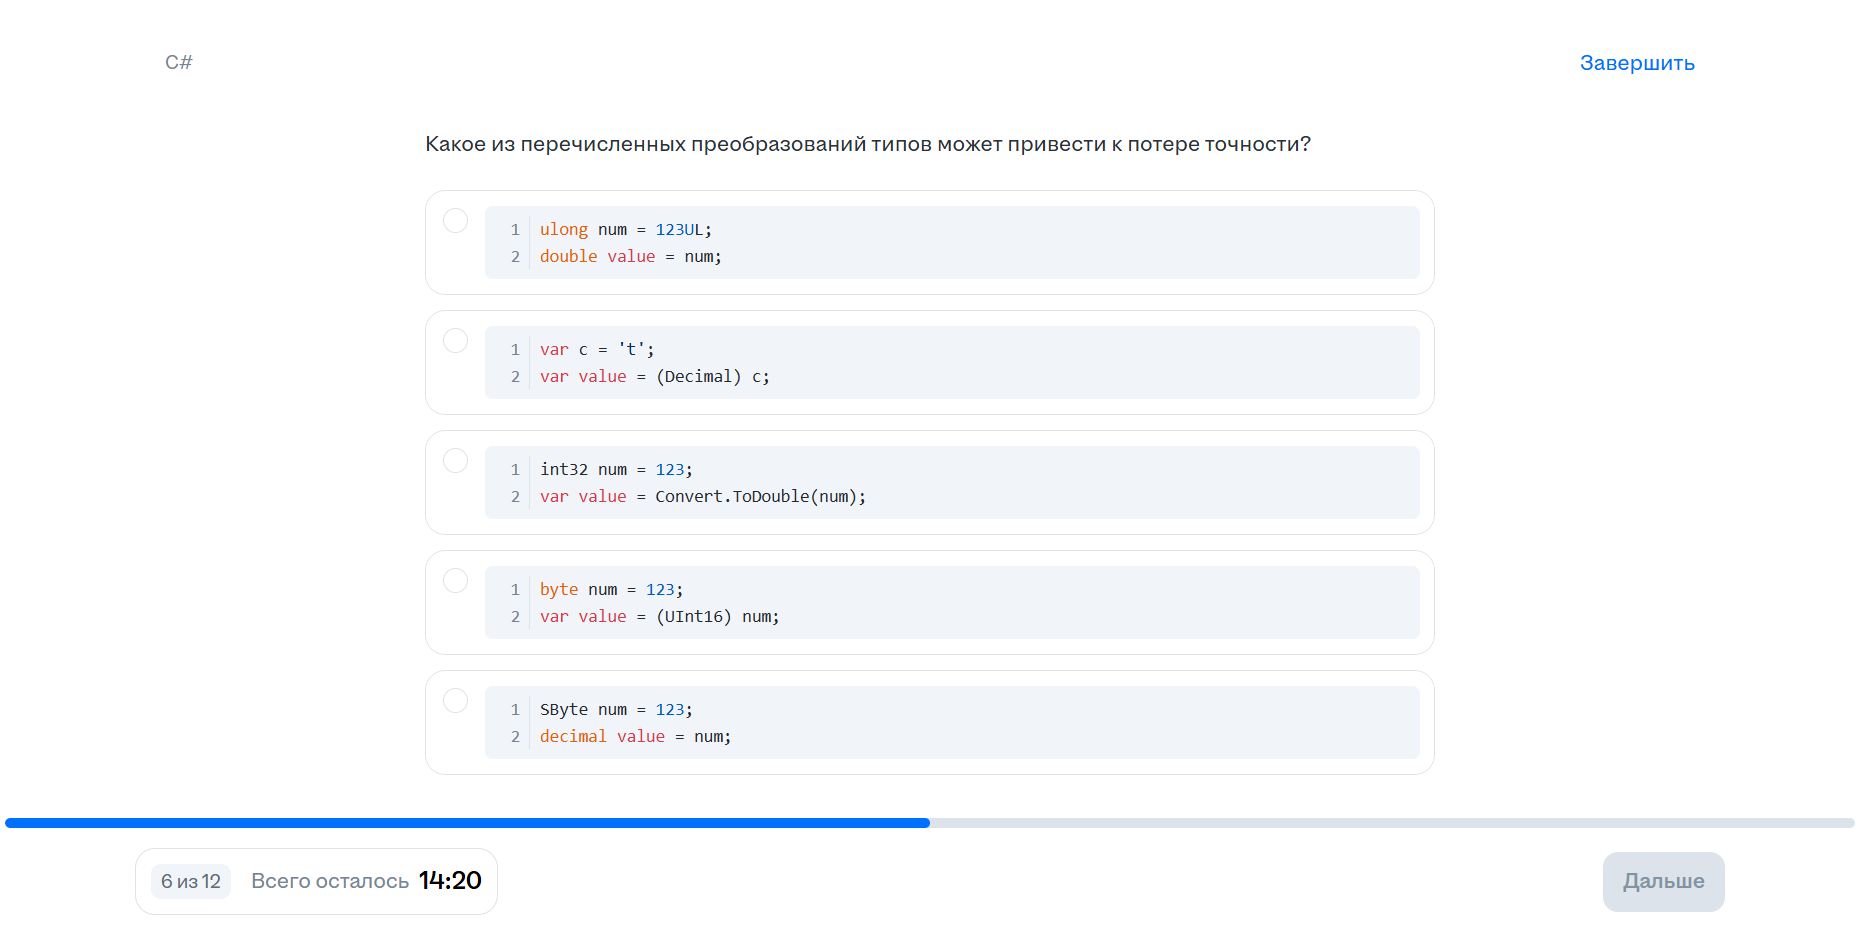 C#
Завершить
Какое из перечисленных преобразований типов может привести к потере точности?
1 ulong num = 123UL;
2 double value = num;
1 var c = 't';
2 var value = (Decimal) c;
1 int32 num = 123;
2 var value = Convert.ToDouble(num);
1 byte num = 123;
2 var value = (UInt16) num;
1 SByte num = 123;
2 decimal value = num;
6 из 12 Всего осталось 14:20
Дальше